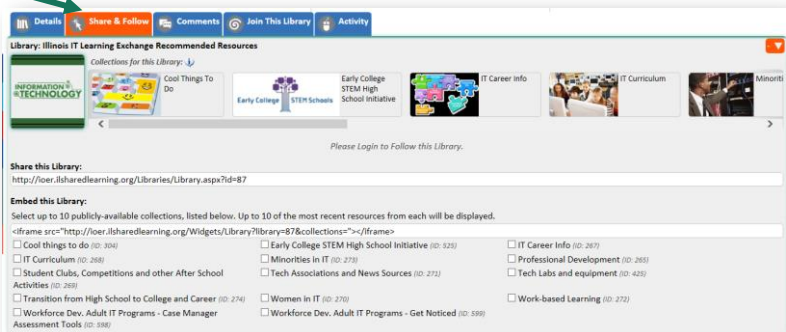 Details Share & Follow Comments Join This Library Activity
Library: Illinois IT Learning Exchange Recommended Resources
Collections for this Library:
INFORMATION TECHNOLOGY
Cool Things To Do
Early College STEM Schools
Early College STEM High School Initiative
IT Career Info
IT Curriculum
Minoriti
Please Login to Follow this Library.
Share this Library:
http://ioer.ilsharedlearning.org/Libraries/Library.aspx?id=87
Embed this Library:
Select up to 10 publicly-available collections, listed below. Up to 10 of the most recent resources from each will be displayed.
<iframe src="http://ioer.ilsharedlearning.org/Widgets/Library?library=87&collections="></iframe>
Cool things to do (ID: 304) Early College STEM High School Initiative (ID: 525) IT Career Info (ID: 267)
IT Curriculum (ID: 268) Minorities in IT (ID: 273) Professional Development (ID: 265)
Student Clubs, Competitions and other After School Activities (ID: 269) Tech Associations and News Sources (ID: 271) Tech Labs and equipment (ID: 425)
Transition from High School to College and Career (ID: 274) Women in IT (ID: 270) Work-based Learning (ID: 272)
Workforce Dev. Adult IT Programs - Case Manager Assessment Tools (ID: 598) Workforce Dev. Adult IT Programs - Get Noticed (ID: 599)